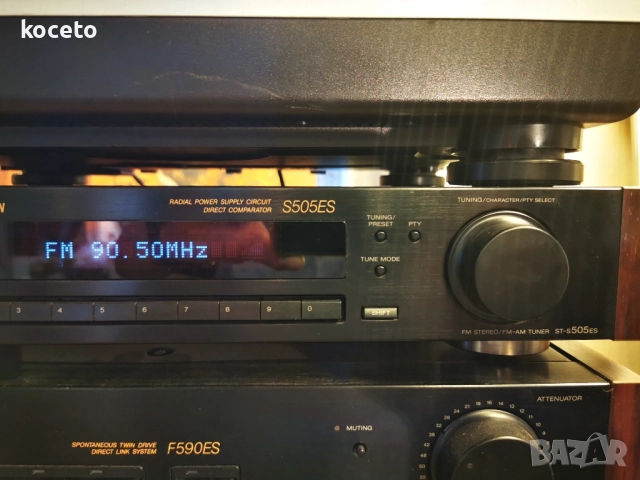 koceto
RADIAL POWER SUPPLY CIRCUIT
DIRECT COMPARATOR
S505ES
TUNING/
PRESET
PTY
TUNING/CHARACTER/PTY SELECT
FM 90.50MHz
TUNE MODE
3 4 5 6 7 8 9 0
SHIFT
FM STEREO/FM-AM TUNER ST-S505ES
ATTENUATOR
SPONTANEOUS TWIN DRIVE
DIRECT LINK SYSTEM
F590ES
MUTING
BAZAR